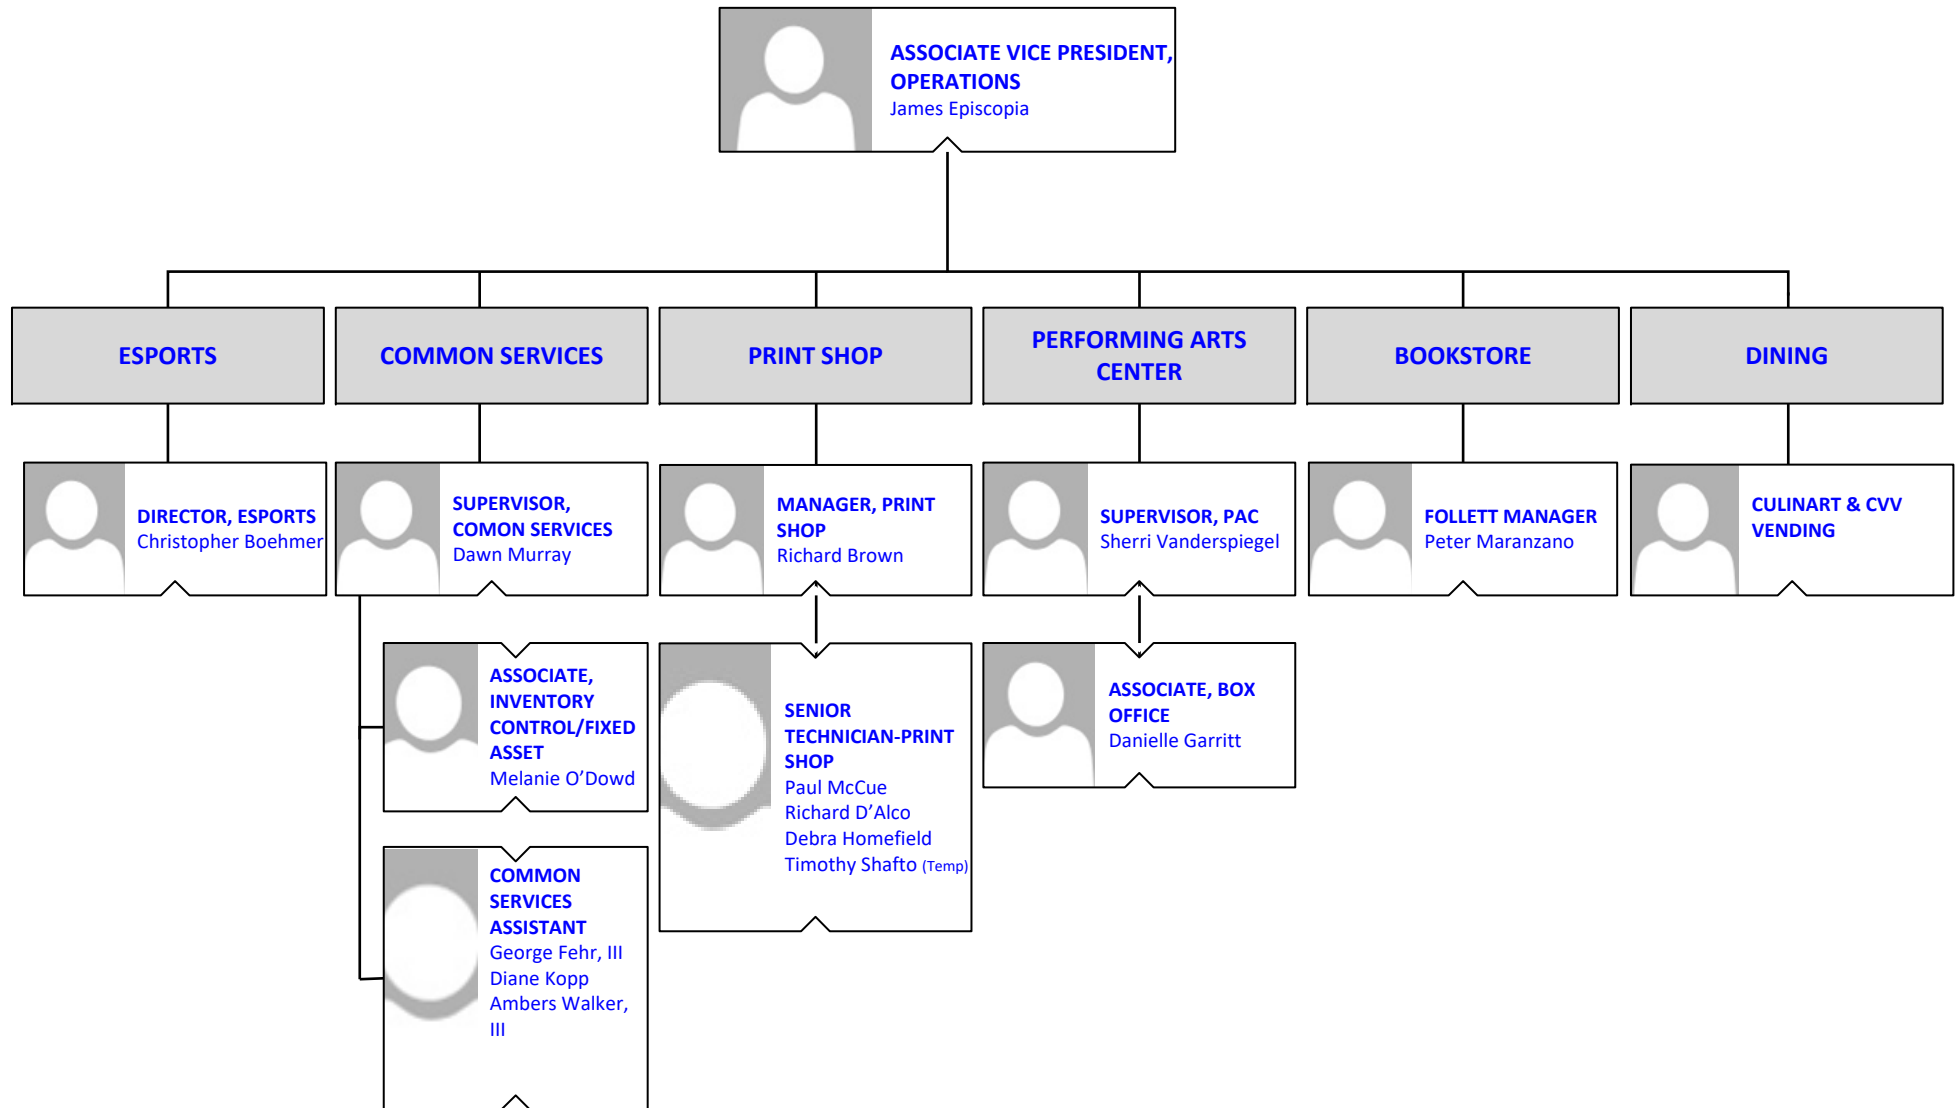 ASSOCIATE VICE PRESIDENT,
OPERATIONS
James Episcopia
ESPORTS
COMMON SERVICES
PRINT SHOP
PERFORMING ARTS
CENTER
BOOKSTORE
DINING
DIRECTOR, ESPORTS
Christopher Boehmer
SUPERVISOR,
COMON SERVICES
Dawn Murray
MANAGER, PRINT
SHOP
Richard Brown
SUPERVISOR, PAC
Sherri Vanderspiegel
FOLLETT MANAGER
Peter Maranzano
CULINART & CVV
VENDING
ASSOCIATE,
INVENTORY
CONTROL/FIXED
ASSET
Melanie O’Dowd
SENIOR
TECHNICIAN-PRINT
SHOP
Paul McCue
Richard D’Alco
Debra Homefield
Timothy Shafto (Temp)
ASSOCIATE, BOX
OFFICE
Danielle Garritt
COMMON
SERVICES
ASSISTANT
George Fehr, III
Diane Kopp
Ambers Walker,
III